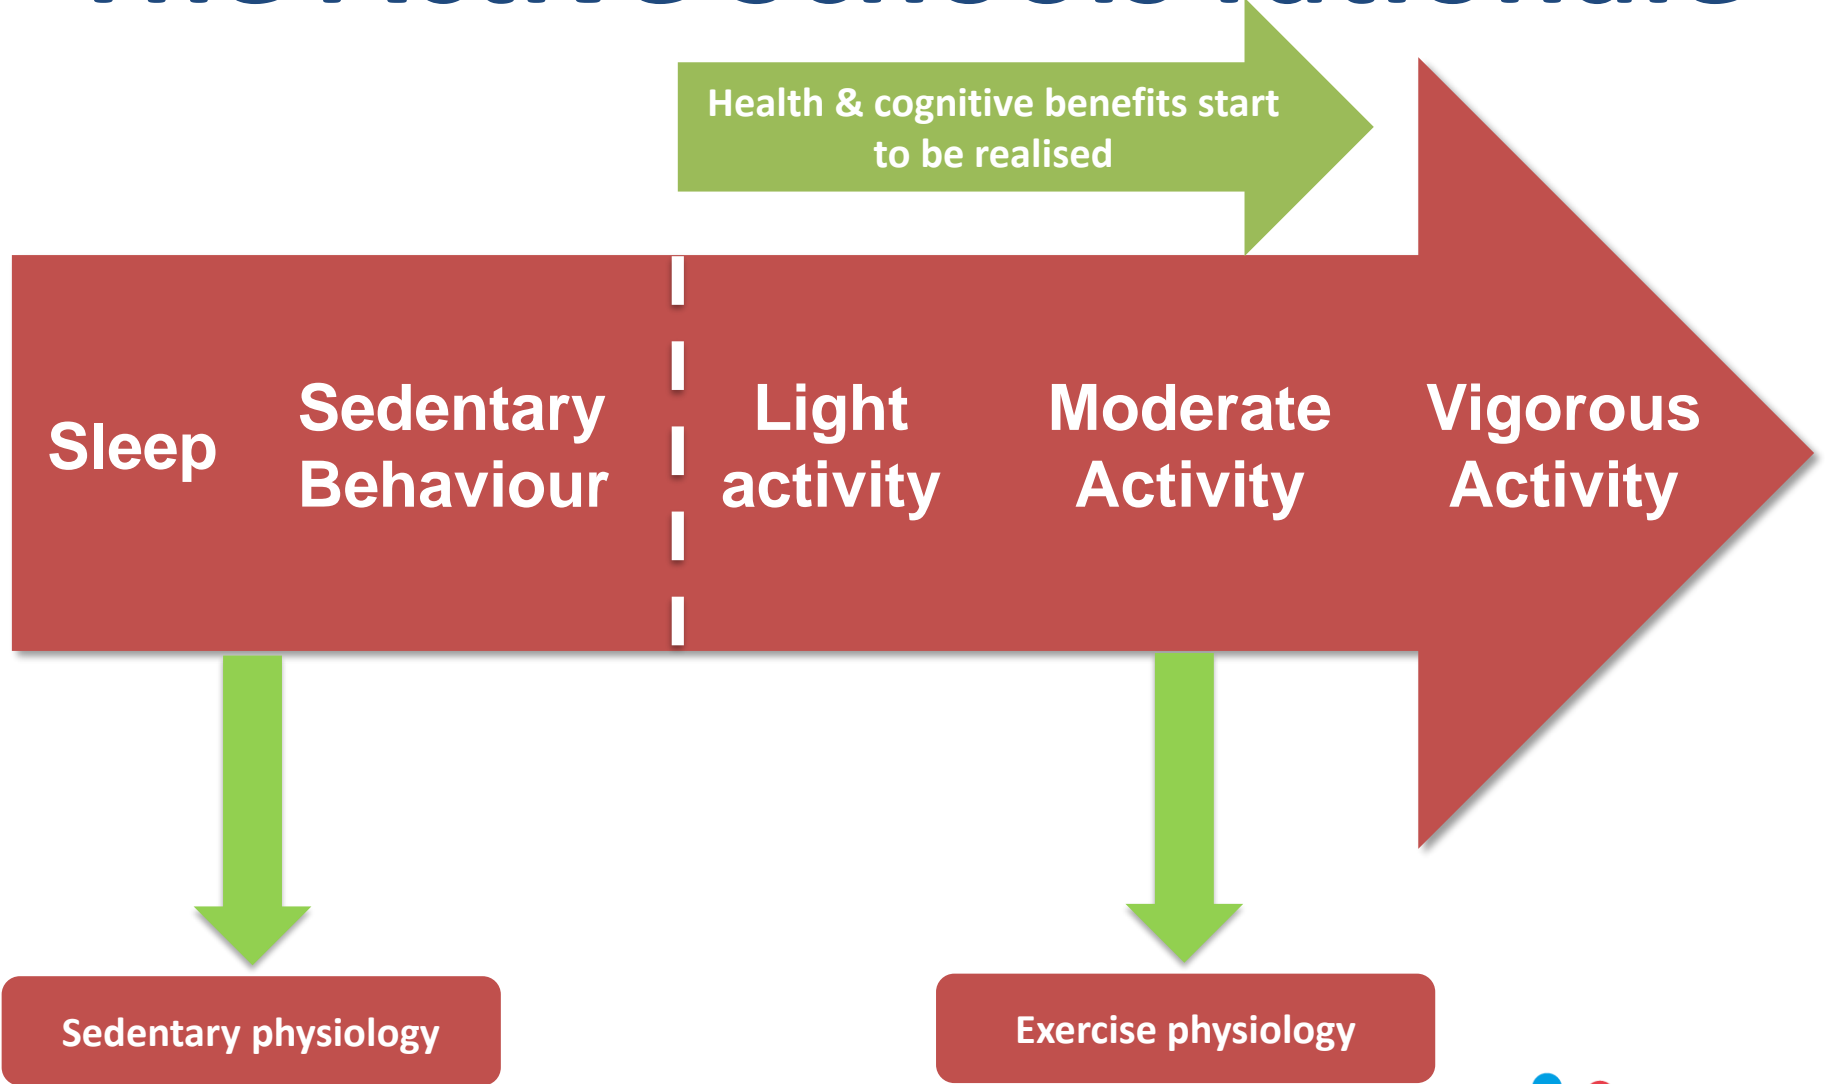 Health & cognitive benefits start
to be realised
Sleep
Sedentary
Behaviour
Light
activity
Moderate
Activity
Vigorous
Activity
Sedentary physiology
Exercise physiology